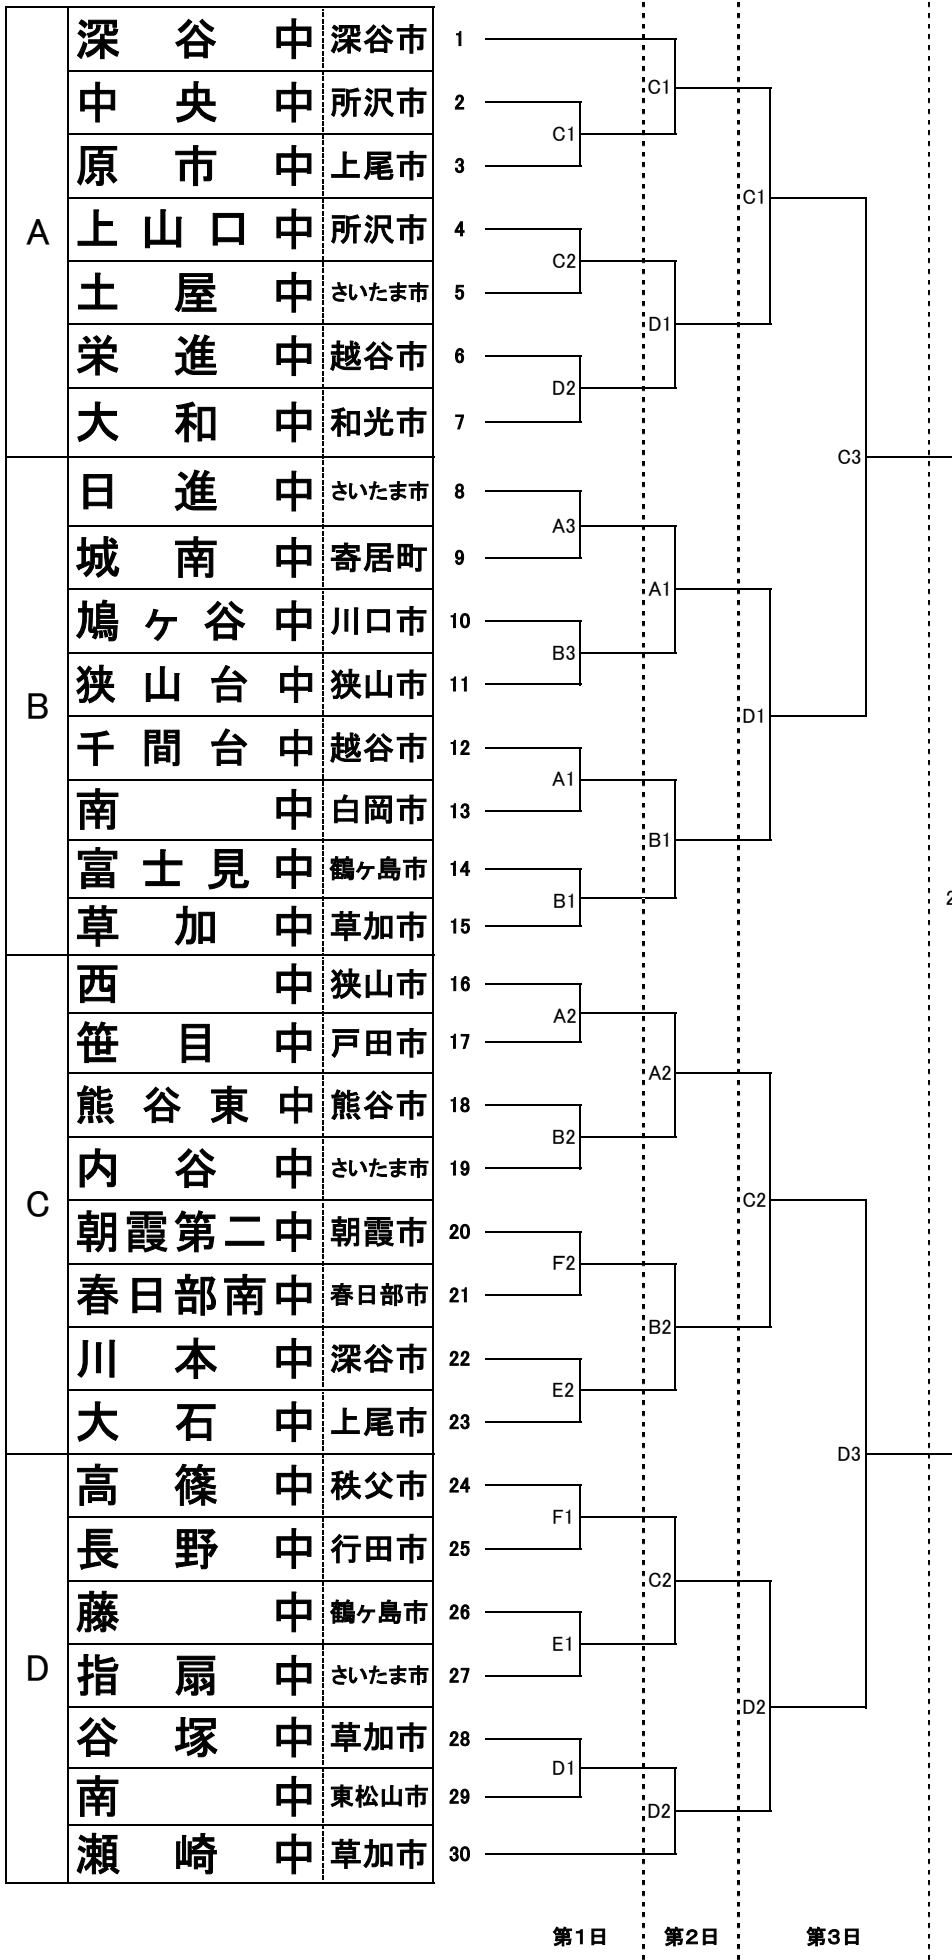 深谷中 深谷市 1
C1
中央中 所沢市 2
C1
原市中 上尾市 3
C1
上山口中 所沢市 4
C2
土屋中 さいたま市 5
D1
栄進中 越谷市 6
D2
大和中 和光市 7
A
C3
日進中 さいたま市 8
A3
城南中 寄居町 9
A1
鳩ヶ谷中 川口市 10
B3
狭山台中 狭山市 11
B
D1
千間台中 越谷市 12
A1
南中 白岡市 13
B1
富士見中 鶴ヶ島市 14
B1
草加中 草加市 15
2
西中 狭山市 16
A2
笹目中 戸田市 17
A2
熊谷東中 熊谷市 18
B2
内谷中 さいたま市 19
C
C2
朝霞第二中 朝霞市 20
F2
春日部南中 春日部市 21
B2
川本中 深谷市 22
E2
大石中 上尾市 23
D3
高篠中 秩父市 24
F1
長野中 行田市 25
C2
藤中 鶴ヶ島市 26
E1
指扇中 さいたま市 27
D
D2
谷塚中 草加市 28
D1
南中 東松山市 29
D2
瀬崎中 草加市 30
第1日 第2日 第3日